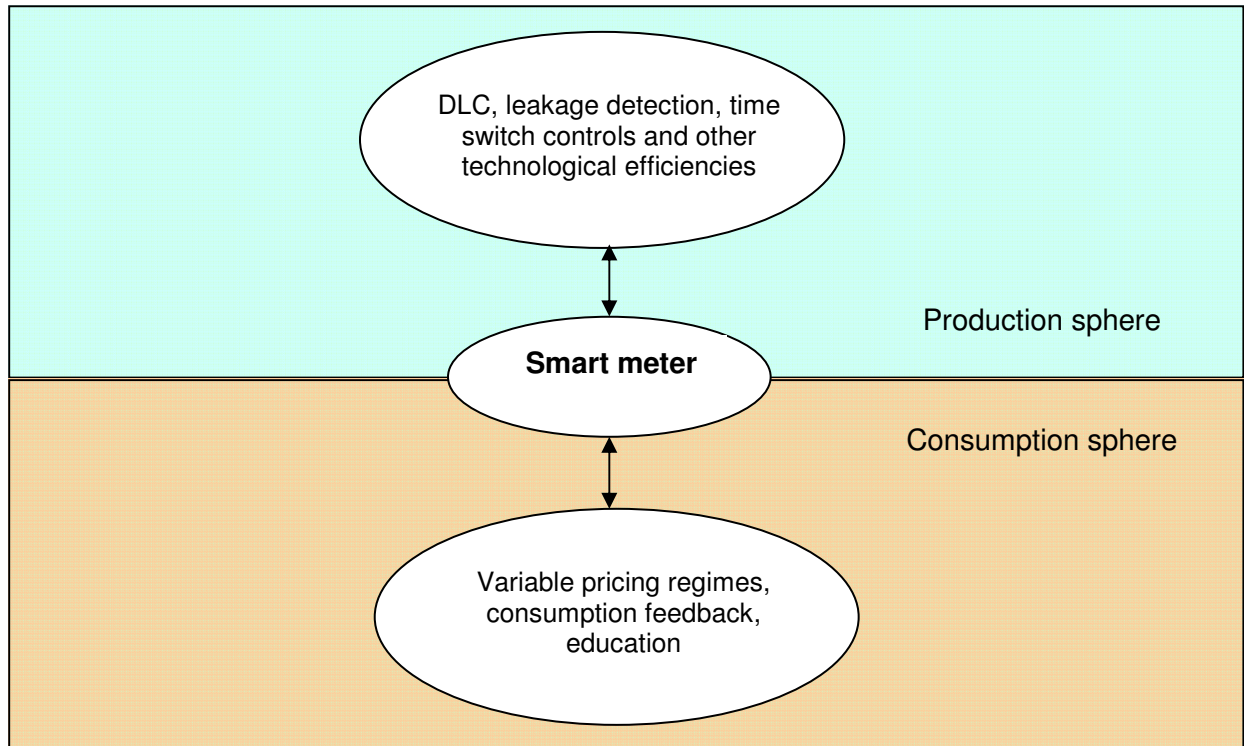 DLC, leakage detection, time
switch controls and other
technological efficiencies
Production sphere
Smart meter
Consumption sphere
Variable pricing regimes,
consumption feedback,
education